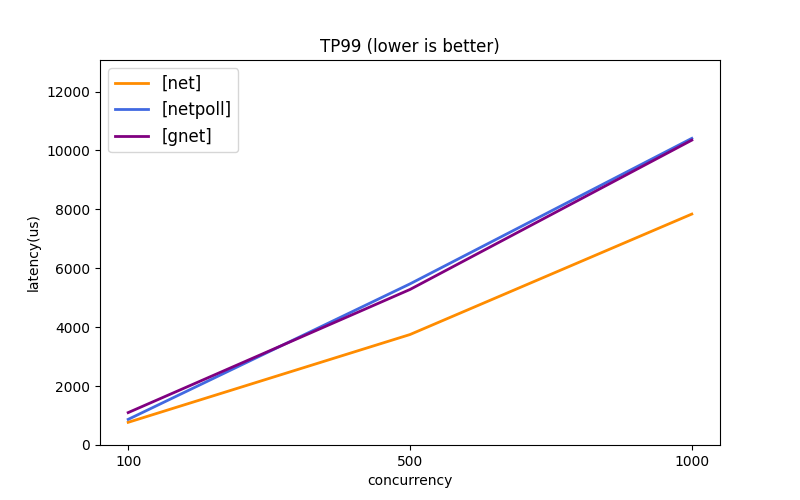 TP99 (lower is better)
[net]
[netpoll]
[gnet]
12000
10000
8000
6000
4000
2000
0
latency(us)
100
500
1000
concurrency